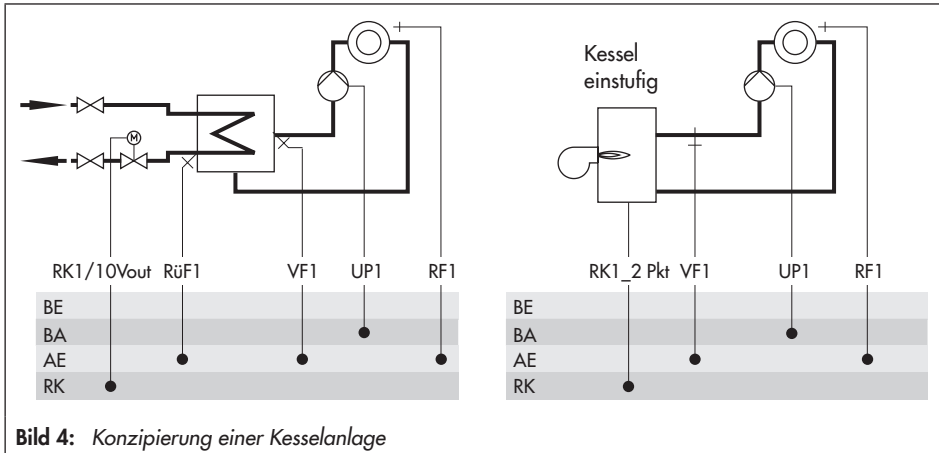 Kessel
einstufig
M
RK1/10Vout RüF1 VF1 UP1 RF1
RK1_2 Pkt VF1 UP1 RF1
BE
BA
AE
RK
BE
BA
AE
RK
Bild 4: Konzipierung einer Kesselanlage